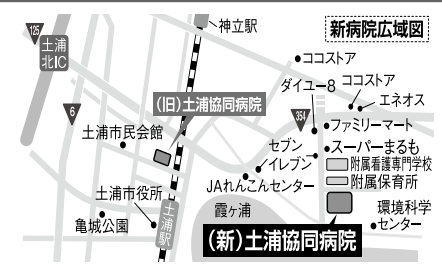 新病院広域図
神立駅
125
土浦
北IC
ココストア
ダイユー8
ココストア
エネオス
(旧)土浦協同病院
6
354
ファミリーマート
土浦市民会館
セブン
イレブン
スーパーまるも
附属看護専門学校
附属保育所
JAれんこんセンター
土浦市役所
亀城公園
土浦駅
霞ヶ浦
環境科学
センター
(新)土浦協同病院